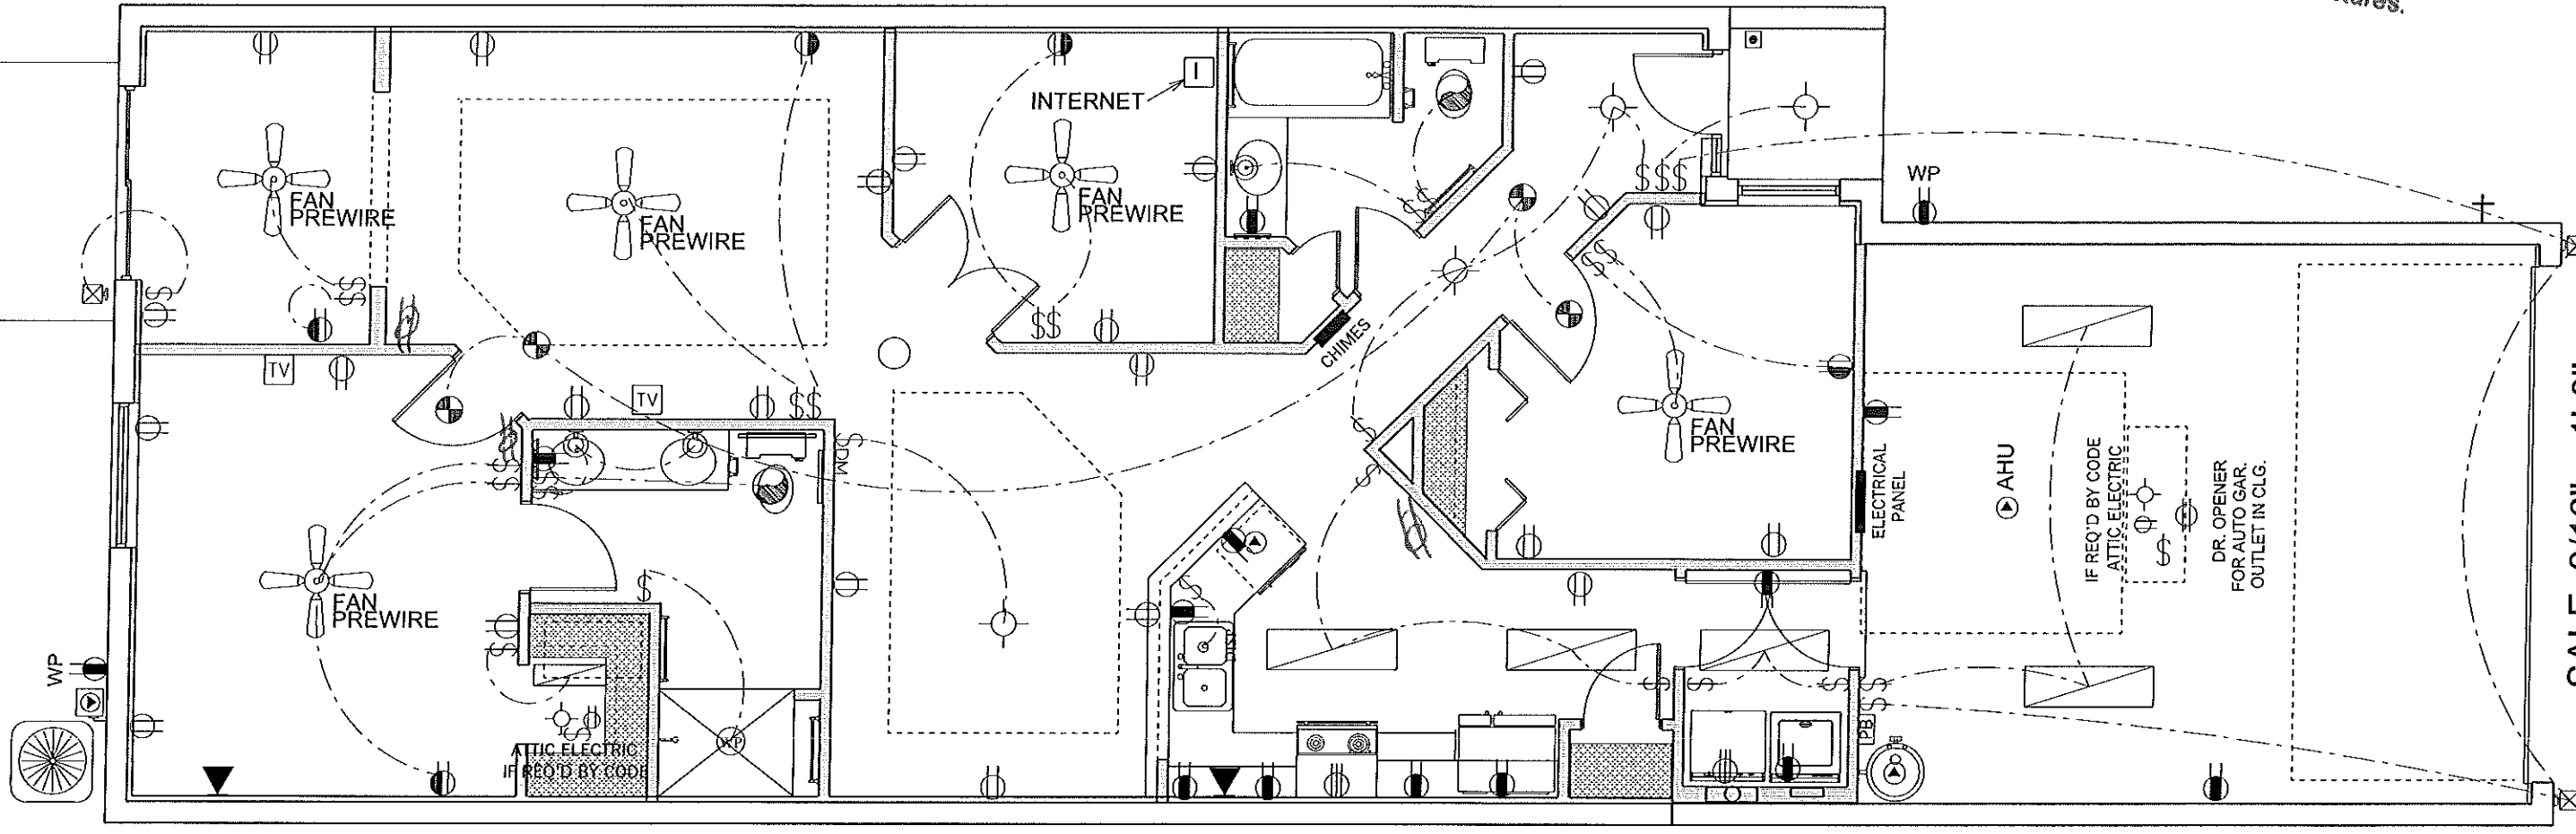 INTERNET
FAN
PREWIRE
FAN
PREWIRE
FAN
PREWIRE
WP
CHIMES
TV
TV
FAN
PREWIRE
$DM
ELECTRICAL
PANEL
AHU
IF REQ'D BY CODE
ATTIC ELECTRIC
DR. OPENER
FOR AUTO GAR.
OUTLET IN CLG.
FAN
PREWIRE
WP
WP
ATTIC ELECTRIC
IF REQ'D BY CODE
PB